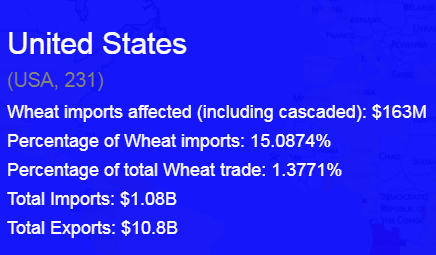 United States
(USA, 231)
Wheat imports affected (including cascaded): $163M
Percentage of Wheat imports: 15.0874%
Percentage of total Wheat trade: 1.3771%
Total Imports: $1.08B
Total Exports: $10.8B